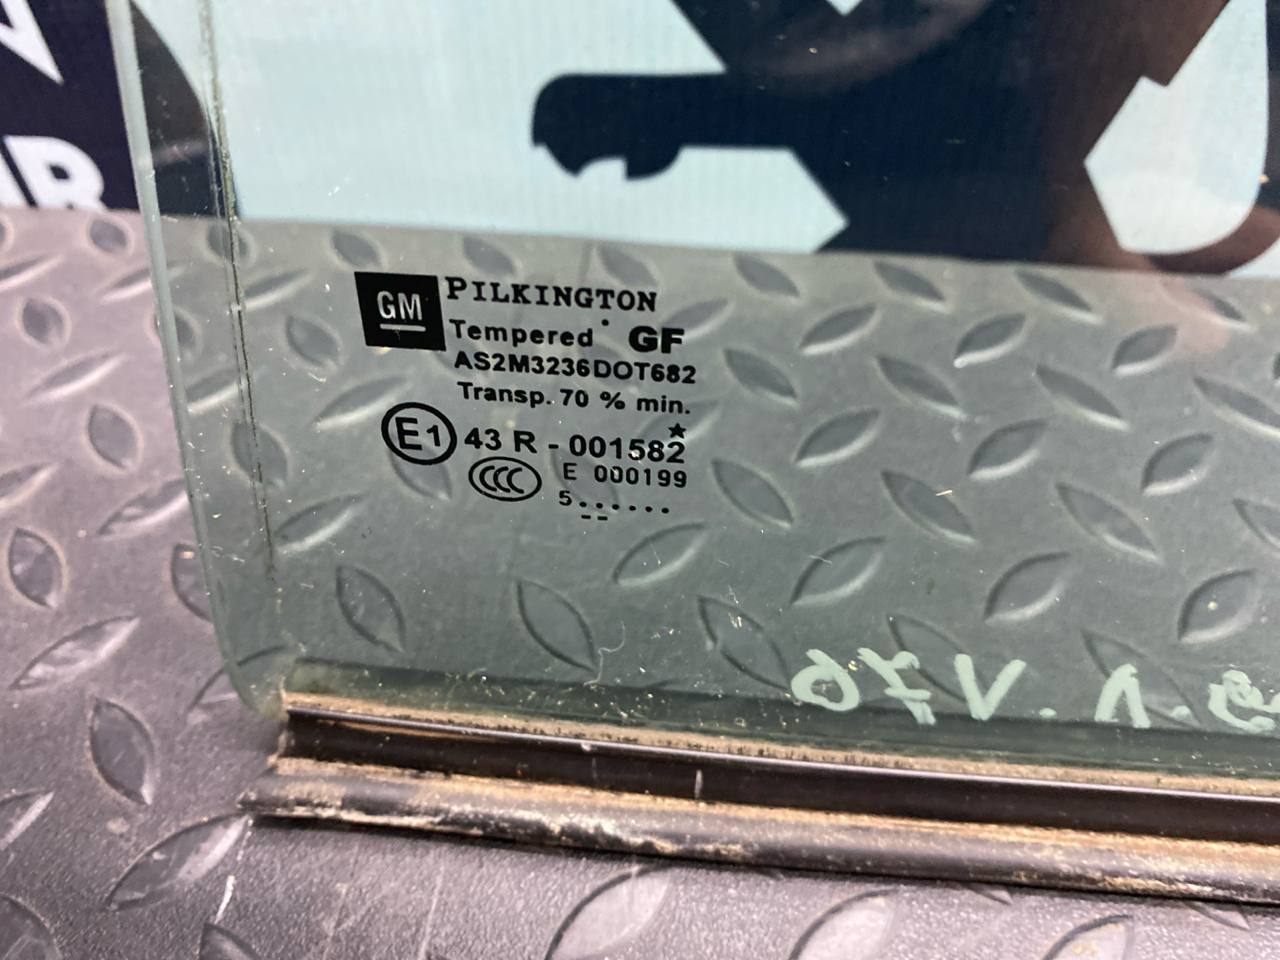 GM PILKINGTON
Tempered GF
AS2M3236DOT682
Transp. 70 % min.
E1 43 R - 001582
CCC E 000199
5......